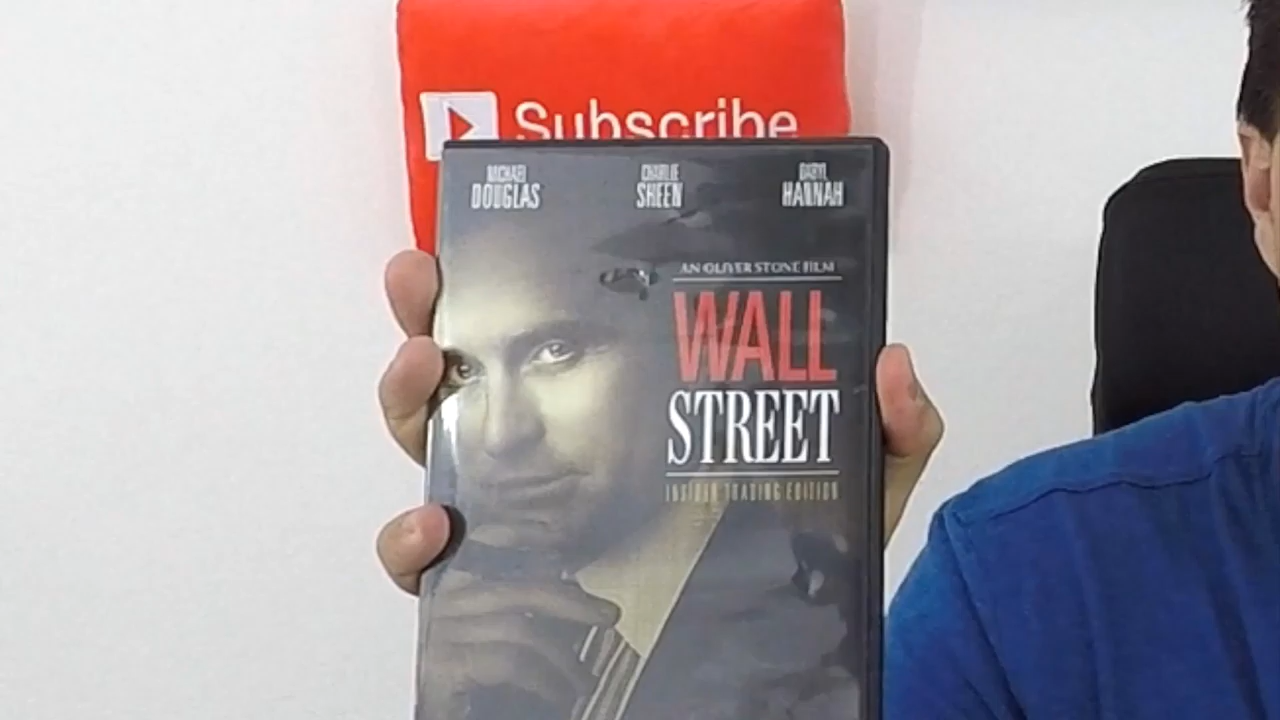 Subscribe
MICHAEL DOUGLAS
CHARLIE SHEEN
DARYL HANNAH
AN OLIVER STONE FILM
WALL
STREET
INSIDER TRADING EDITION